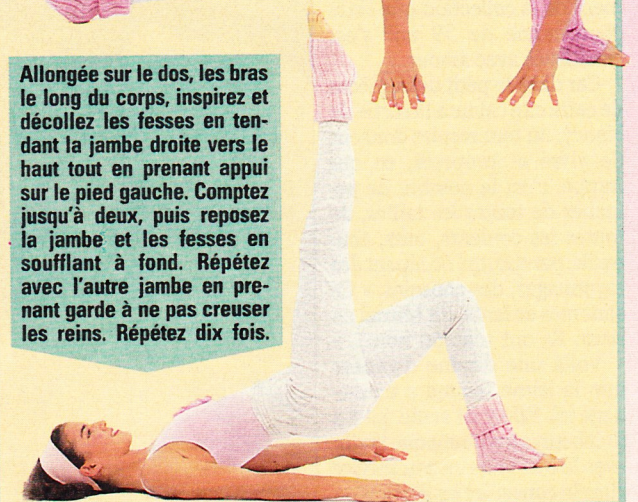 Allongée sur le dos, les bras
le long du corps, inspirez et
décollez les fesses en ten-
dant la jambe droite vers le
haut tout en prenant appui
sur le pied gauche. Comptez
jusqu'à deux, puis reposez
la jambe et les fesses en
soufflant à fond. Répétez
avec l'autre jambe en pre-
nant garde à ne pas creuser
les reins. Répétez dix fois.